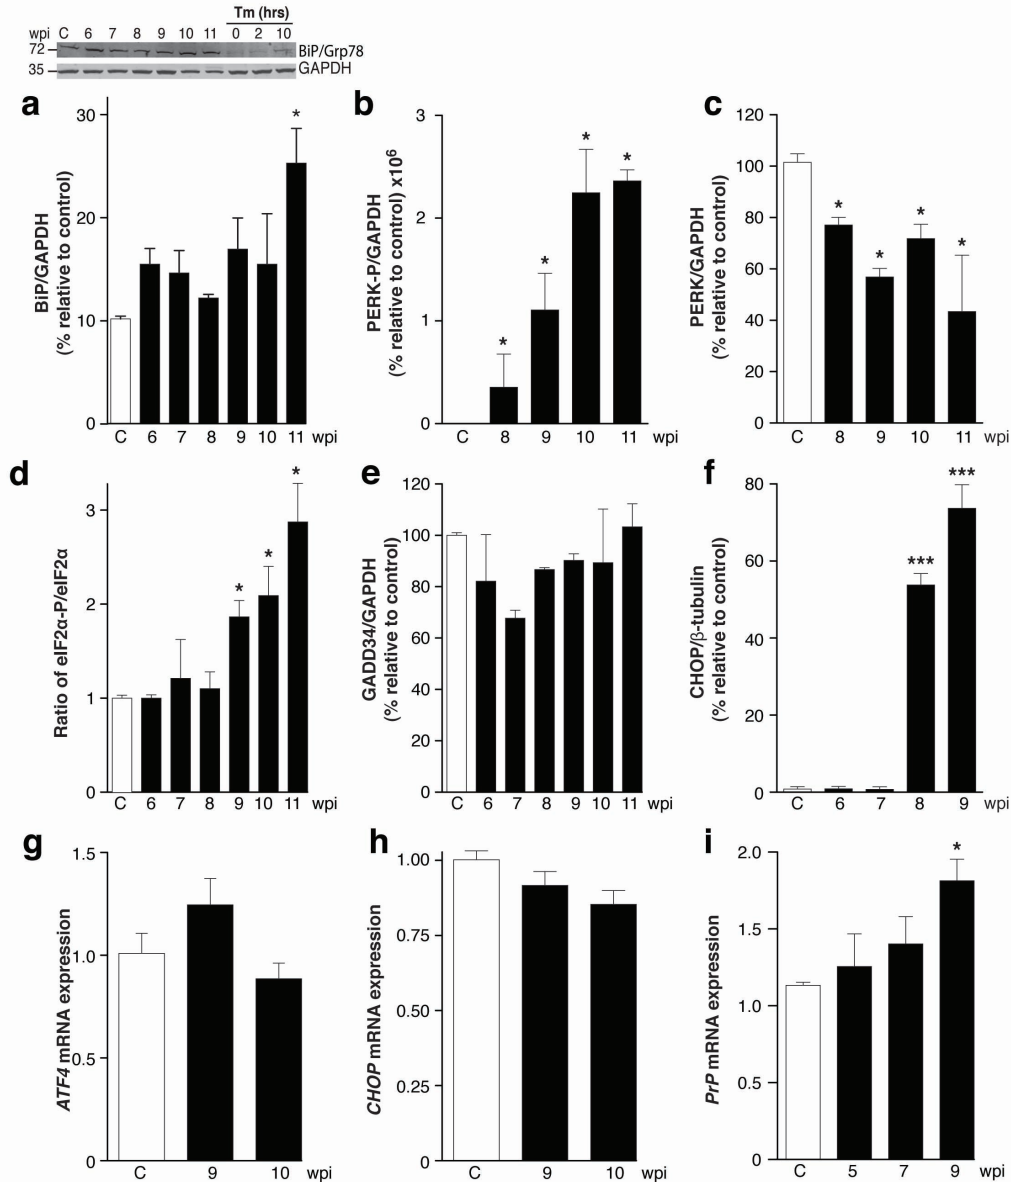 Tm (hrs)
wpi C 6 7 8 9 10 11 0 2 10
72 BiP/Grp78
35 GAPDH
a
BiP/GAPDH
(% relative to control)
30
20
10
0
*
C 6 7 8 9 10 11 wpi
b
PERK-P/GAPDH
(% relative to control) x10⁶
3
2
1
0
* * * *
C 8 9 10 11 wpi
c
PERK/GAPDH
(% relative to control)
120
100
80
60
40
20
0
* * * *
C 8 9 10 11 wpi
d
Ratio of eIF2α-P/eIF2α
3
2
1
0
* * *
C 6 7 8 9 10 11 wpi
e
GADD34/GAPDH
(% relative to control)
120
100
80
60
40
20
0
C 6 7 8 9 10 11 wpi
f
CHOP/β-tubulin
(% relative to control)
80
60
40
20
0
*** ***
C 6 7 8 9 wpi
g
ATF4 mRNA expression
1.5
1.0
0.5
0
C 9 10 wpi
h
CHOP mRNA expression
1.00
0.75
0.50
0.25
0
C 9 10 wpi
i
PrP mRNA expression
2.0
1.5
1.0
0.5
0
*
C 5 7 9 wpi